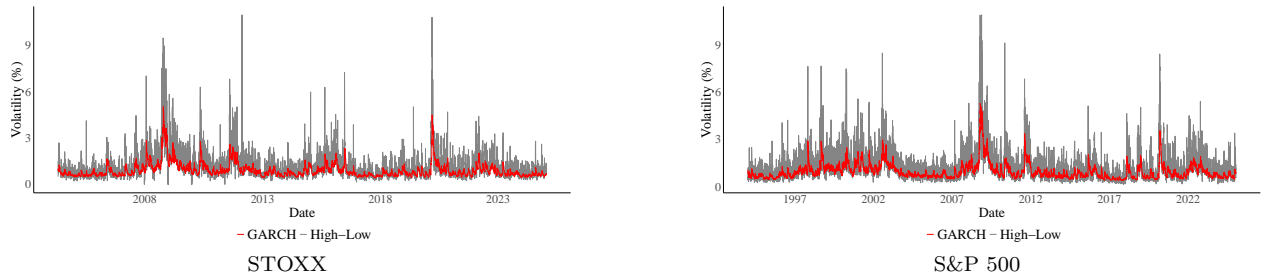 Volatility (%)
9
6
3
0
2008 2013 2018 2023
Date
− GARCH − High−Low
STOXX
Volatility (%)
9
6
3
0
1997 2002 2007 2012 2017 2022
Date
− GARCH − High−Low
S&P 500